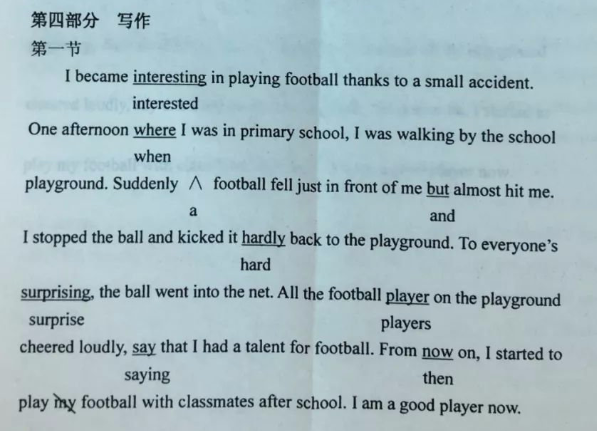 第四部分 写作
第一节
I became interesting in playing football thanks to a small accident.
interested
One afternoon where I was in primary school, I was walking by the school
when
playground. Suddenly ∧ football fell just in front of me but almost hit me.
a and
I stopped the ball and kicked it hardly back to the playground. To everyone's
hard
surprising, the ball went into the net. All the football player on the playground
surprise players
cheered loudly, say that I had a talent for football. From now on, I started to
saying then
play my football with classmates after school. I am a good player now.